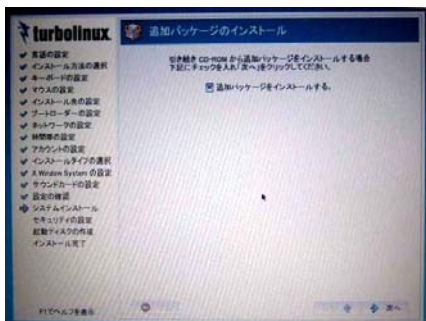 turbolinux
追加パッケージのインストール
言語の設定
インストール方法の選択
キーボードの設定
マウスの設定
インストール先の設定
ブートローダーの設定
ネットワークの設定
時間帯の設定
アカウントの設定
インストールタイプの選択
X Window System の設定
サウンドカードの設定
設定の確認
システムインストール
セキュリティの設定
起動ディスクの作成
インストール完了
F1でヘルプを表示
引き続き CD-ROM から追加パッケージをインストールする場合
下記にチェックを入れ「次へ」をクリックしてください。
追加パッケージをインストールする。
次へ